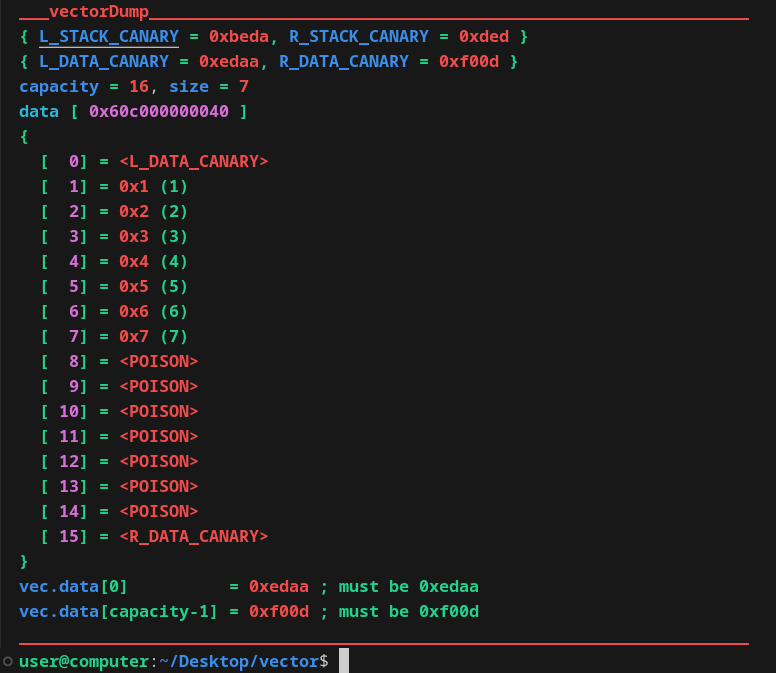 ___vectorDump____________________________________________________________
{ L_STACK_CANARY = 0xbeda, R_STACK_CANARY = 0xded }
{ L_DATA_CANARY = 0xedaa, R_DATA_CANARY = 0xf00d }
capacity = 16, size = 7
data [ 0x60c000000040 ]
{
  [  0] = <L_DATA_CANARY>
  [  1] = 0x1 (1)
  [  2] = 0x2 (2)
  [  3] = 0x3 (3)
  [  4] = 0x4 (4)
  [  5] = 0x5 (5)
  [  6] = 0x6 (6)
  [  7] = 0x7 (7)
  [  8] = <POISON>
  [  9] = <POISON>
  [ 10] = <POISON>
  [ 11] = <POISON>
  [ 12] = <POISON>
  [ 13] = <POISON>
  [ 14] = <POISON>
  [ 15] = <R_DATA_CANARY>
}
vec.data[0]          = 0xedaa ; must be 0xedaa
vec.data[capacity-1] = 0xf00d ; must be 0xf00d
_________________________________________________________________________
user@computer:~/Desktop/vector$